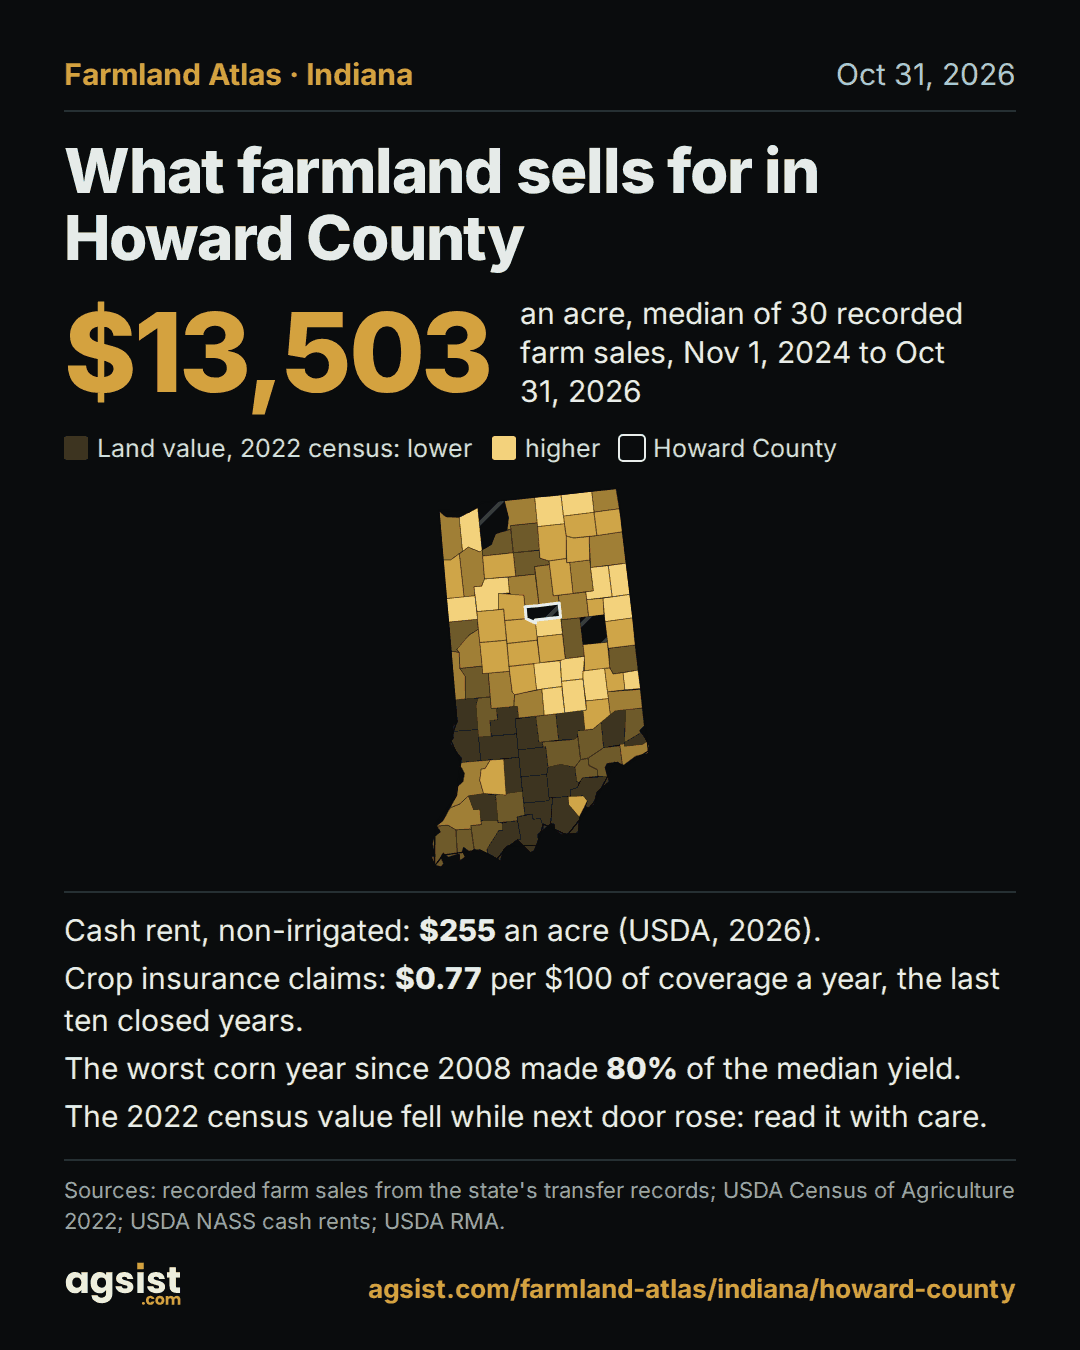 Farmland Atlas · Indiana
Oct 31, 2026
What farmland sells for in
Howard County
$13,503
an acre, median of 30 recorded
farm sales, Nov 1, 2024 to Oct
31, 2026
Land value, 2022 census: lower
higher
Howard County
Cash rent, non-irrigated: $255 an acre (USDA, 2026).
Crop insurance claims: $0.77 per $100 of coverage a year, the last
ten closed years.
The worst corn year since 2008 made 80% of the median yield.
The 2022 census value fell while next door rose: read it with care.
Sources: recorded farm sales from the state's transfer records; USDA Census of Agriculture
2022; USDA NASS cash rents; USDA RMA.
agsist
.com
agsist.com/farmland-atlas/indiana/howard-county